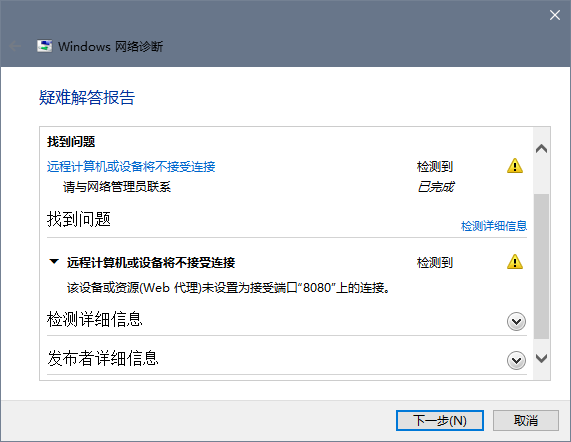 Windows 网络诊断
疑难解答报告
找到问题
远程计算机或设备将不接受连接 检测到
请与网络管理员联系 已完成
找到问题 检测详细信息
远程计算机或设备将不接受连接 检测到
该设备或资源(Web 代理)未设置为接受端口"8080"上的连接。
检测详细信息
发布者详细信息
下一步(N) 取消